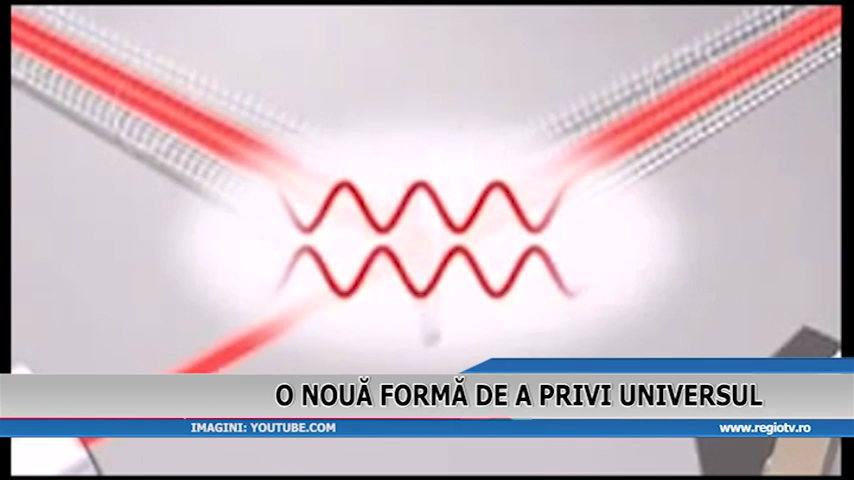 O NOUĂ FORMĂ DE A PRIVI UNIVERSUL
IMAGINI: YOUTUBE.COM
www.regiotv.ro